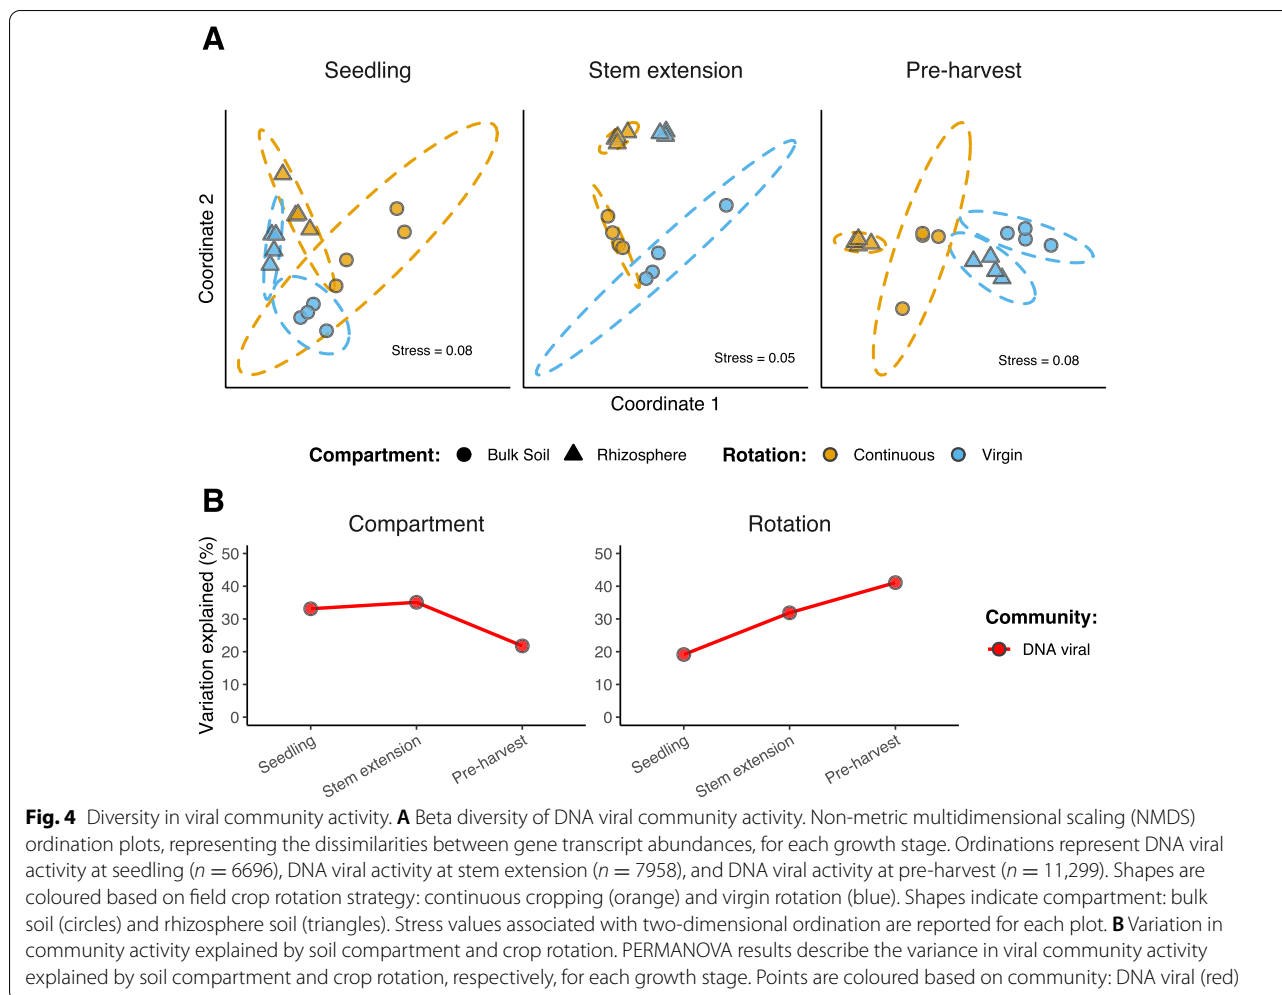 A
Seedling
Stem extension
Pre-harvest
Coordinate 2
Stress = 0.08
Stress = 0.05
Stress = 0.08
Coordinate 1
Compartment: Bulk Soil Rhizosphere Rotation: Continuous Virgin
B
Compartment
Rotation
Variation explained (%)
50
40
30
20
10
0
Seedling
Stem extension
Pre-harvest
50
40
30
20
10
0
Seedling
Stem extension
Pre-harvest
Community:
DNA viral
Fig. 4 Diversity in viral community activity. A Beta diversity of DNA viral community activity. Non-metric multidimensional scaling (NMDS)
ordination plots, representing the dissimilarities between gene transcript abundances, for each growth stage. Ordinations represent DNA viral
activity at seedling (n = 6696), DNA viral activity at stem extension (n = 7958), and DNA viral activity at pre-harvest (n = 11,299). Shapes are
coloured based on field crop rotation strategy: continuous cropping (orange) and virgin rotation (blue). Shapes indicate compartment: bulk
soil (circles) and rhizosphere soil (triangles). Stress values associated with two-dimensional ordination are reported for each plot. B Variation in
community activity explained by soil compartment and crop rotation. PERMANOVA results describe the variance in viral community activity
explained by soil compartment and crop rotation, respectively, for each growth stage. Points are coloured based on community: DNA viral (red)